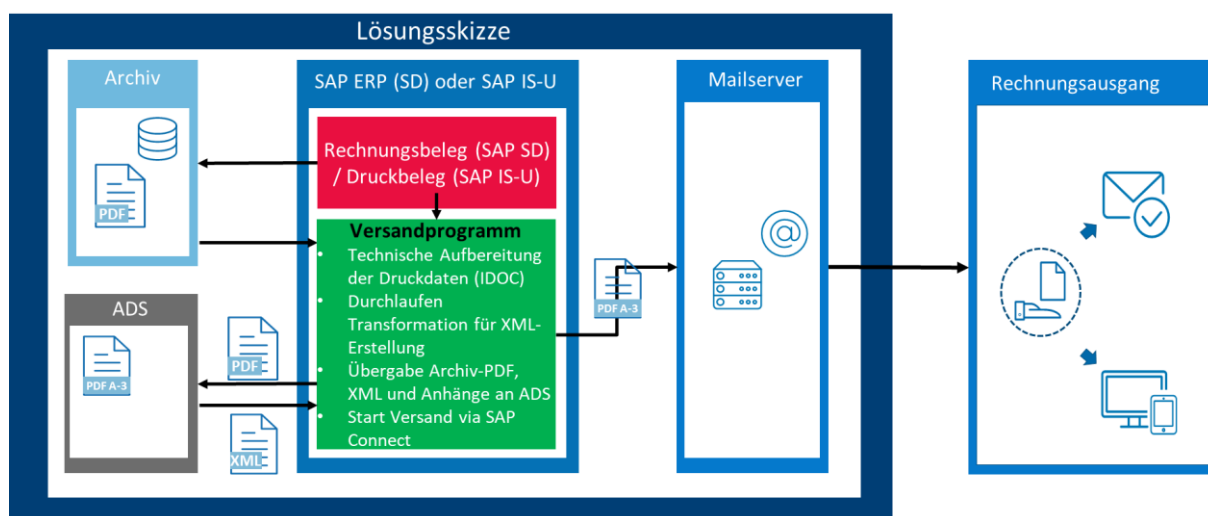 Lösungsskizze
Archiv
PDF
SAP ERP (SD) oder SAP IS-U
Rechnungsbeleg (SAP SD)
/ Druckbeleg (SAP IS-U)
Versandprogramm
• Technische Aufbereitung
der Druckdaten (IDOC)
• Durchlaufen
Transformation für XML-
Erstellung
• Übergabe Archiv-PDF,
XML und Anhänge an ADS
• Start Versand via SAP
Connect
ADS
PDF A-3
PDF
XML
PDF A-3
Mailserver
@
Rechnungsausgang